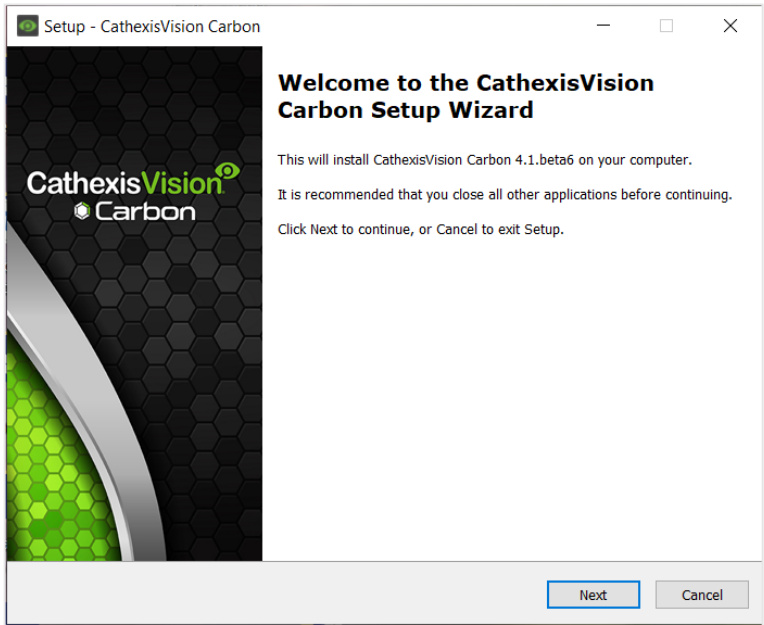 Setup - CathexisVision Carbon
Welcome to the CathexisVision
Carbon Setup Wizard
This will install CathexisVision Carbon 4.1.beta6 on your computer.
It is recommended that you close all other applications before continuing.
Click Next to continue, or Cancel to exit Setup.
CathexisVision
Carbon
Next
Cancel